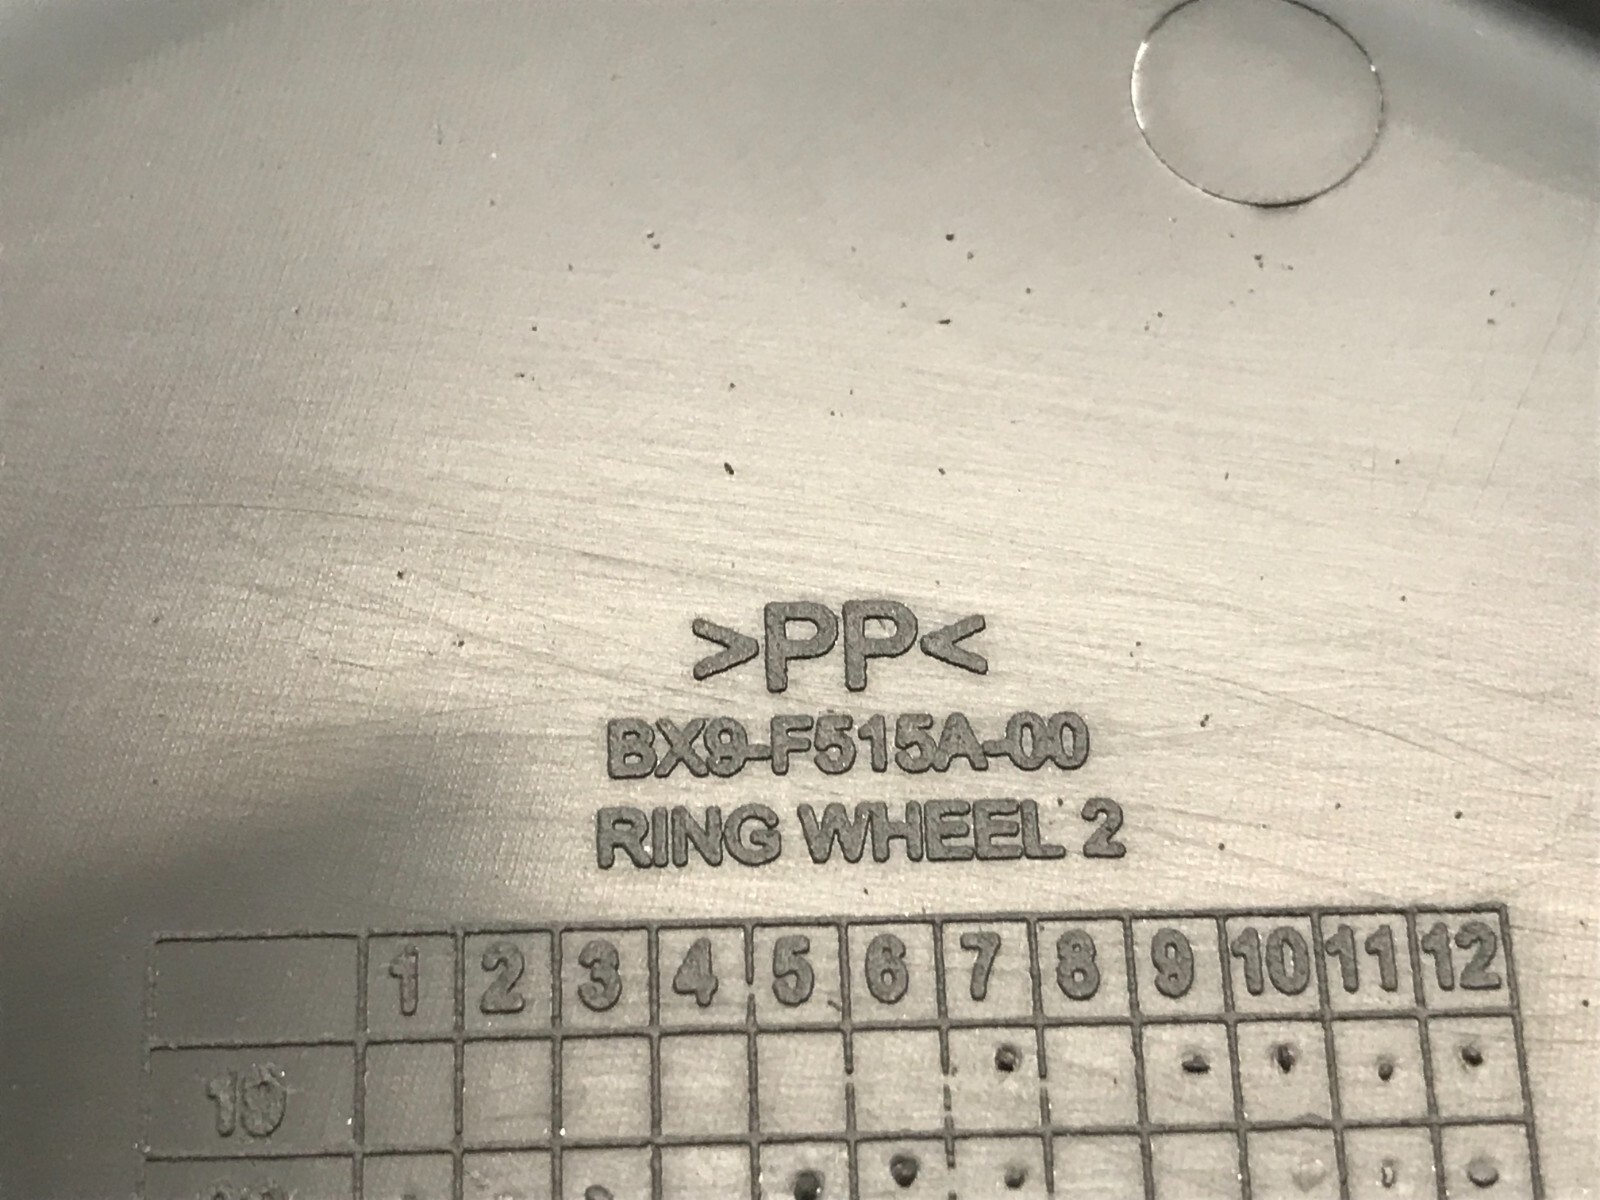 >PP<
BX9-F515A-00
RING WHEEL 2
1 2 3 4 5 6 7 8 9 10 11 12
19